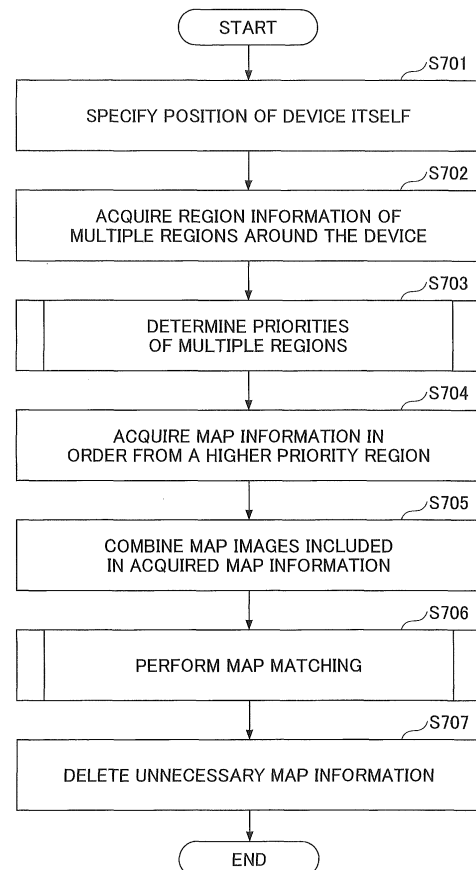 START
S701
SPECIFY POSITION OF DEVICE ITSELF
S702
ACQUIRE REGION INFORMATION OF
MULTIPLE REGIONS AROUND THE DEVICE
S703
DETERMINE PRIORITIES
OF MULTIPLE REGIONS
S704
ACQUIRE MAP INFORMATION IN
ORDER FROM A HIGHER PRIORITY REGION
S705
COMBINE MAP IMAGES INCLUDED
IN ACQUIRED MAP INFORMATION
S706
PERFORM MAP MATCHING
S707
DELETE UNNECESSARY MAP INFORMATION
END